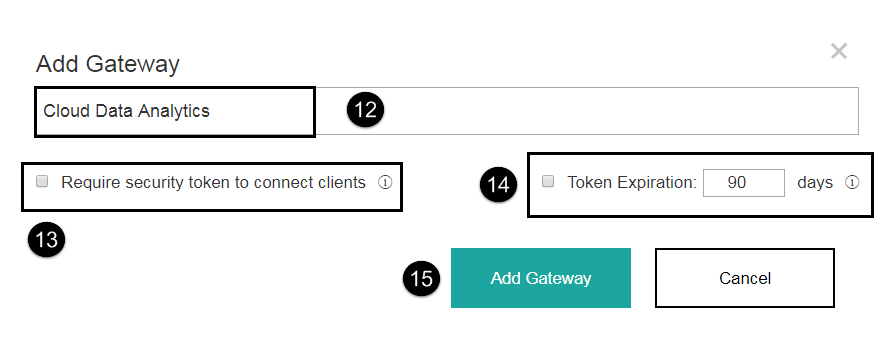 Add Gateway
Cloud Data Analytics 12
Require security token to connect clients 14 Token Expiration: 90 days
13
15 Add Gateway Cancel